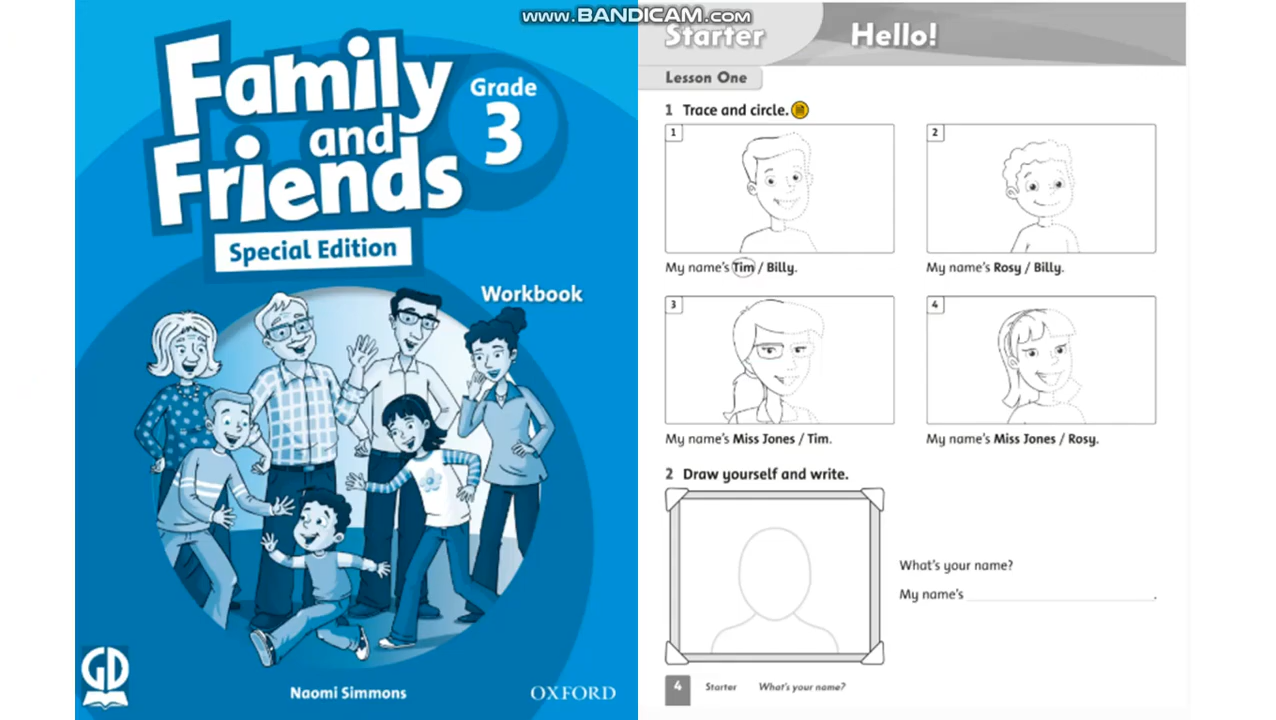 www.BANDICAM.com
Family
and
Friends
Grade
3
Special Edition
Workbook
GD
Naomi Simmons
OXFORD
Starter
Hello!
Lesson One
1 Trace and circle.
1
2
My name's Tim / Billy.
My name's Rosy / Billy.
3
4
My name's Miss Jones / Tim.
My name's Miss Jones / Rosy.
2 Draw yourself and write.
What's your name?
My name's ______________________________.
4 Starter What's your name?